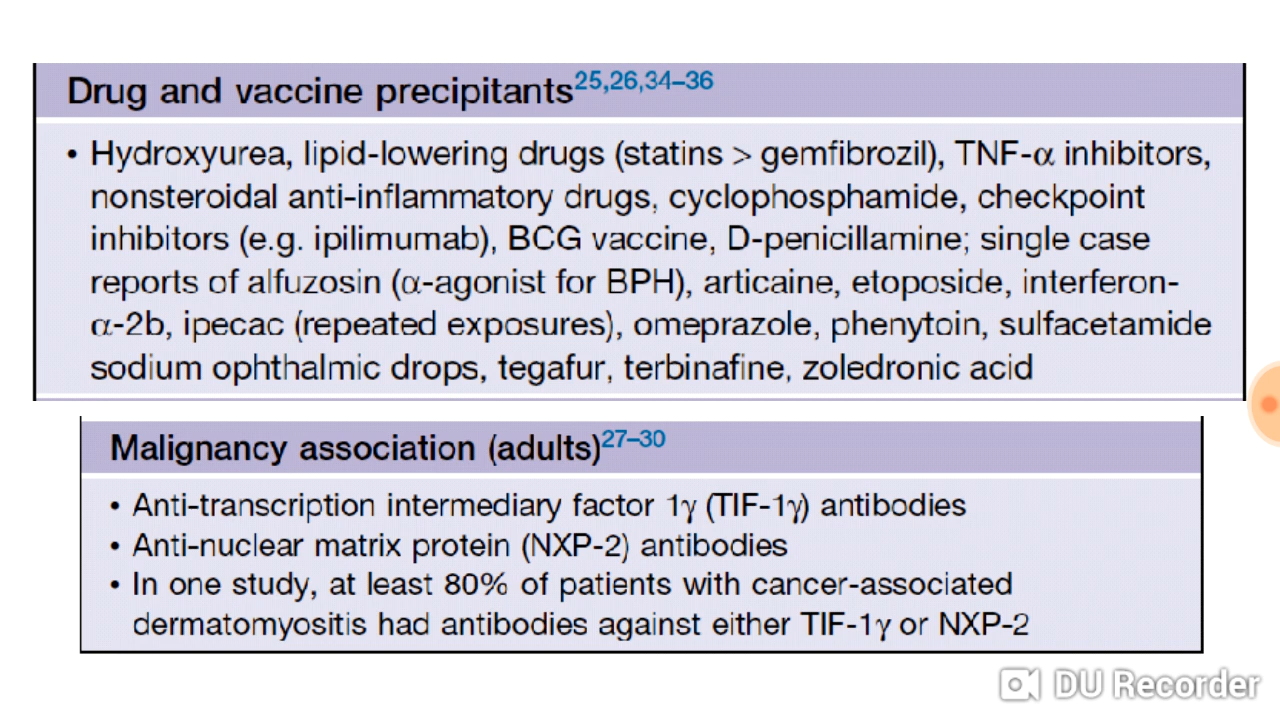 Drug and vaccine precipitants25,26,34–36
• Hydroxyurea, lipid-lowering drugs (statins > gemfibrozil), TNF-α inhibitors,
nonsteroidal anti-inflammatory drugs, cyclophosphamide, checkpoint
inhibitors (e.g. ipilimumab), BCG vaccine, D-penicillamine; single case
reports of alfuzosin (α-agonist for BPH), articaine, etoposide, interferon-
α-2b, ipecac (repeated exposures), omeprazole, phenytoin, sulfacetamide
sodium ophthalmic drops, tegafur, terbinafine, zoledronic acid
Malignancy association (adults)27–30
• Anti-transcription intermediary factor 1γ (TIF-1γ) antibodies
• Anti-nuclear matrix protein (NXP-2) antibodies
• In one study, at least 80% of patients with cancer-associated
dermatomyositis had antibodies against either TIF-1γ or NXP-2
DU Recorder